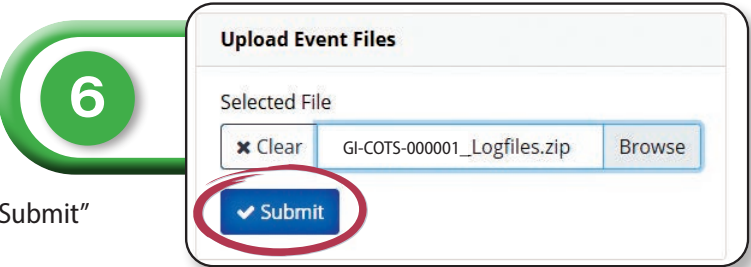 6
Upload Event Files
Selected File
✖ Clear GI-COTS-000001_Logfiles.zip Browse
✔ Submit
Submit”